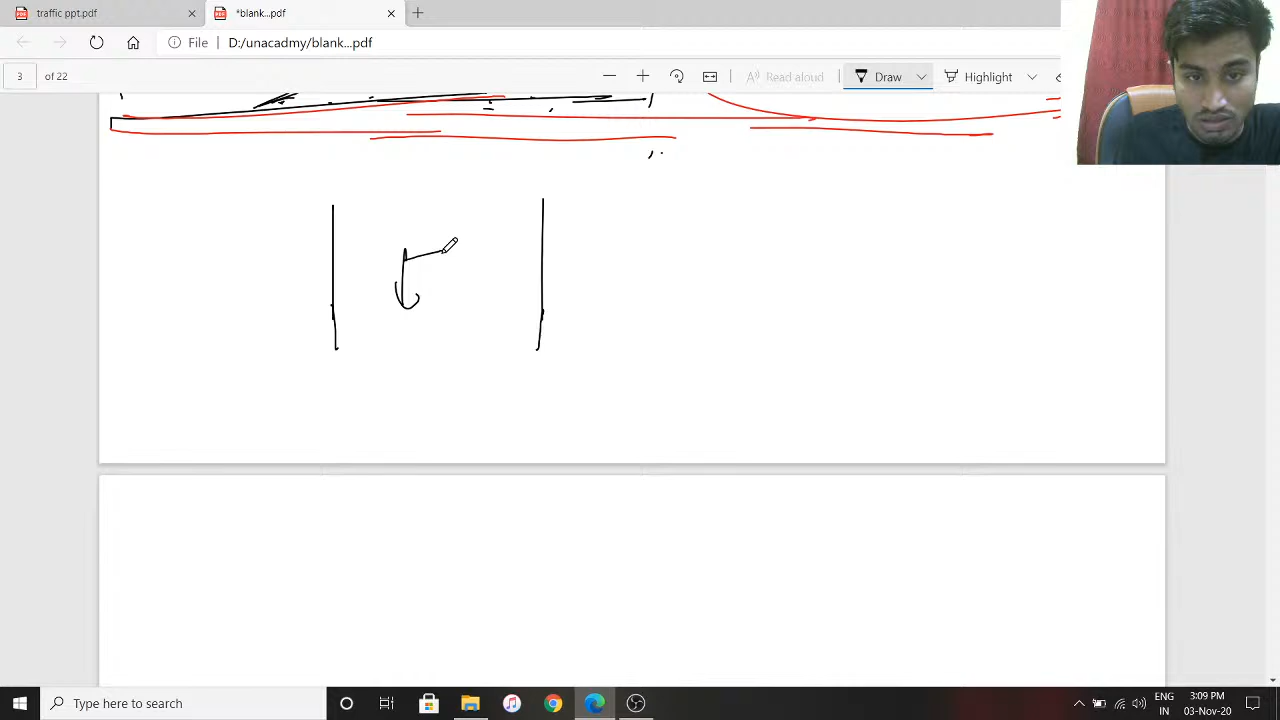 traffic ppt.pdf
*blank...pdf
File
D:/unacadmy/blank...pdf
3
of 22
Read aloud
Draw
Highlight
Type here to search
ENG
IN
3:09 PM
03-Nov-20